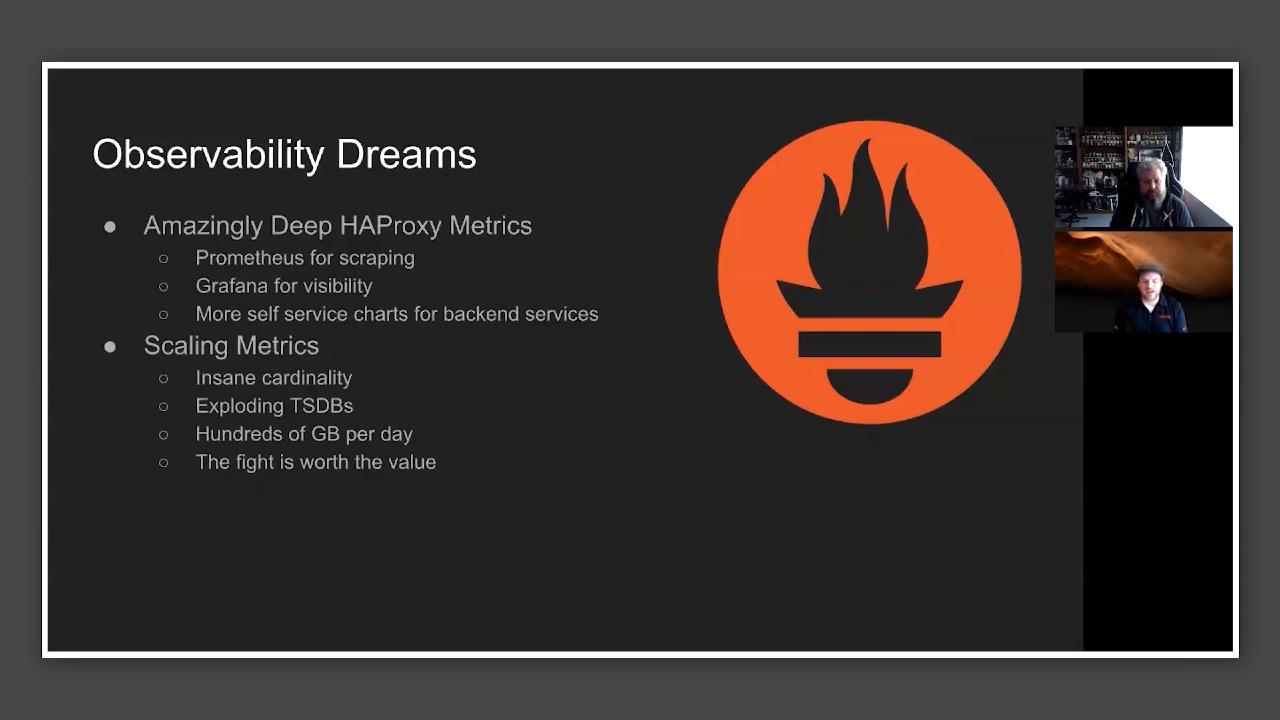 Observability Dreams
Amazingly Deep HAProxy Metrics
Prometheus for scraping
Grafana for visibility
More self service charts for backend services
Scaling Metrics
Insane cardinality
Exploding TSDBs
Hundreds of GB per day
The fight is worth the value